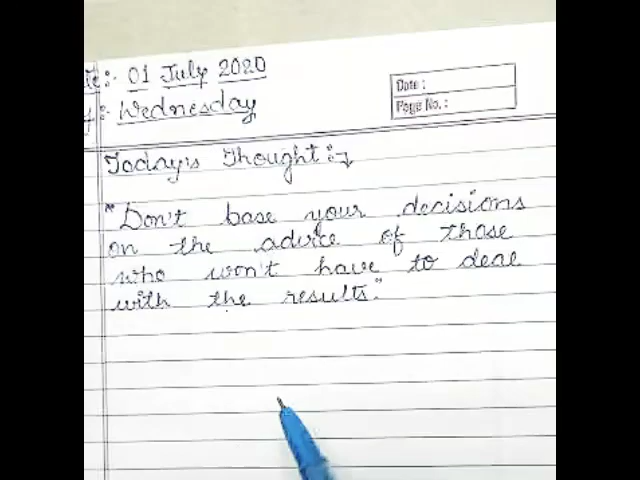 te:- 01 July 2020
y:- Wednesday
Date :
Page No. :
Today's Thought :-
"Don't base your decisions
on the advice of those
who won't have to deal
with the results."